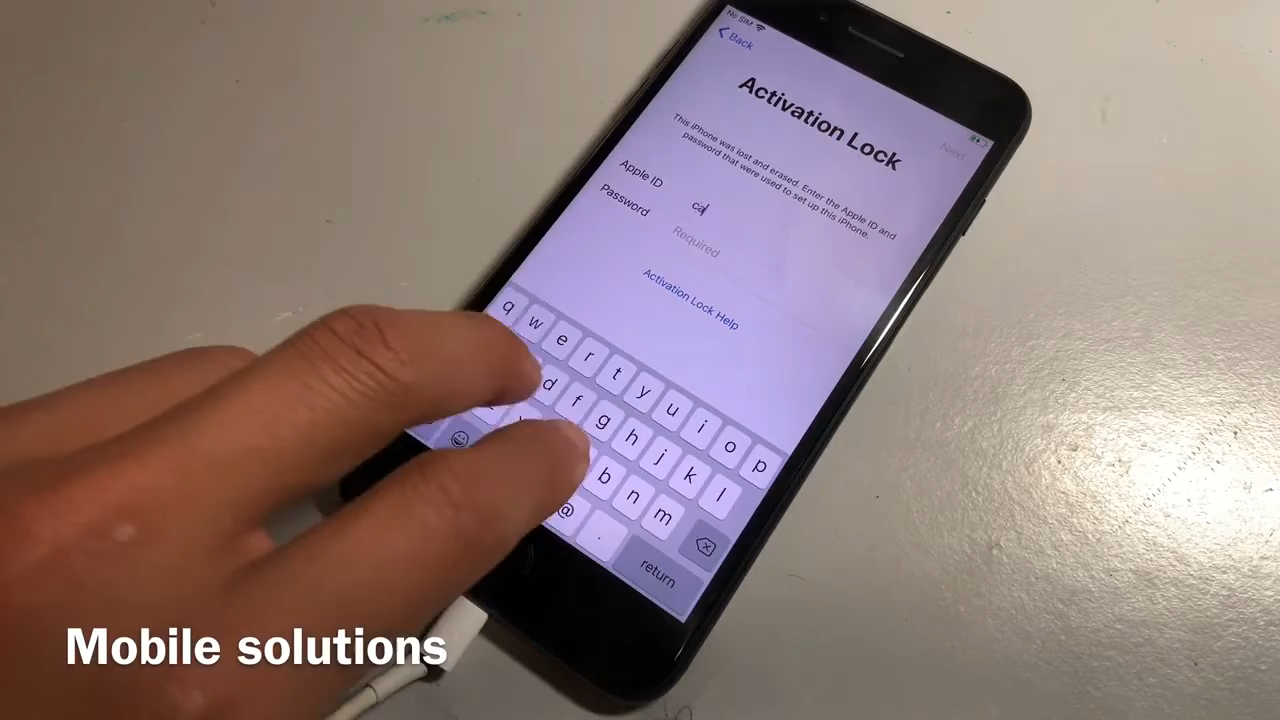 No SIM
Back
Next
Activation Lock
This iPhone was lost and erased. Enter the Apple ID and
password that were used to set up this iPhone.
Apple ID
ca
Password
Required
Activation Lock Help
q w e r t y u i o p
d f g h j k l
b n m
@ .
return
Mobile solutions